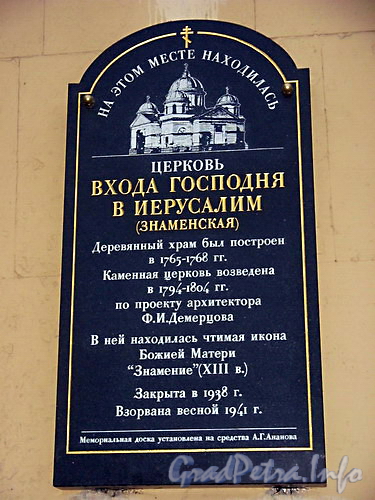 НА ЭТОМ МЕСТЕ НАХОДИЛАСЬ
ЦЕРКОВЬ
ВХОДА ГОСПОДНЯ
В ИЕРУСАЛИМ
(ЗНАМЕНСКАЯ)
Деревянный храм был построен
в 1765-1768 гг.
Каменная церковь возведена
в 1794-1804 гг.
по проекту архитектора
Ф.И.Демерцова
В ней находилась чтимая икона
Божией Матери
"Знамение"(XIII в.)
Закрыта в 1938 г.
Взорвана весной 1941 г.
Мемориальная доска установлена на средства А.Г.Ананова
GradPetra.Info